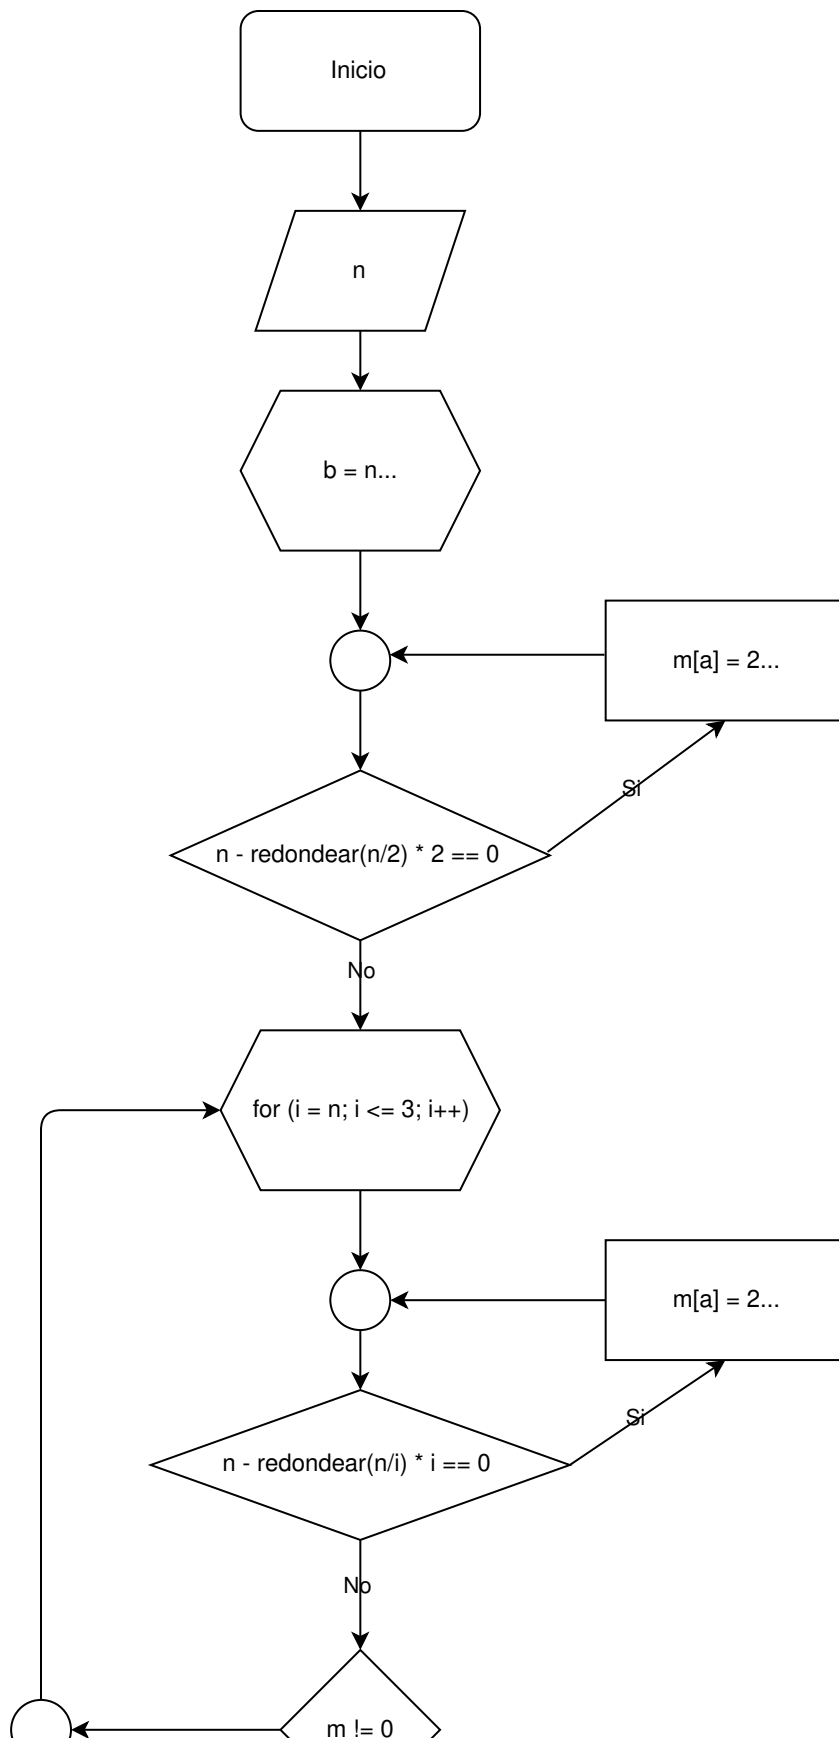 Inicio
n
b = n...
m[a] = 2...
Si
n - redondear(n/2) * 2 == 0
No
for (i = n; i <= 3; i++)
m[a] = 2...
Si
n - redondear(n/i) * i == 0
No
m != 0